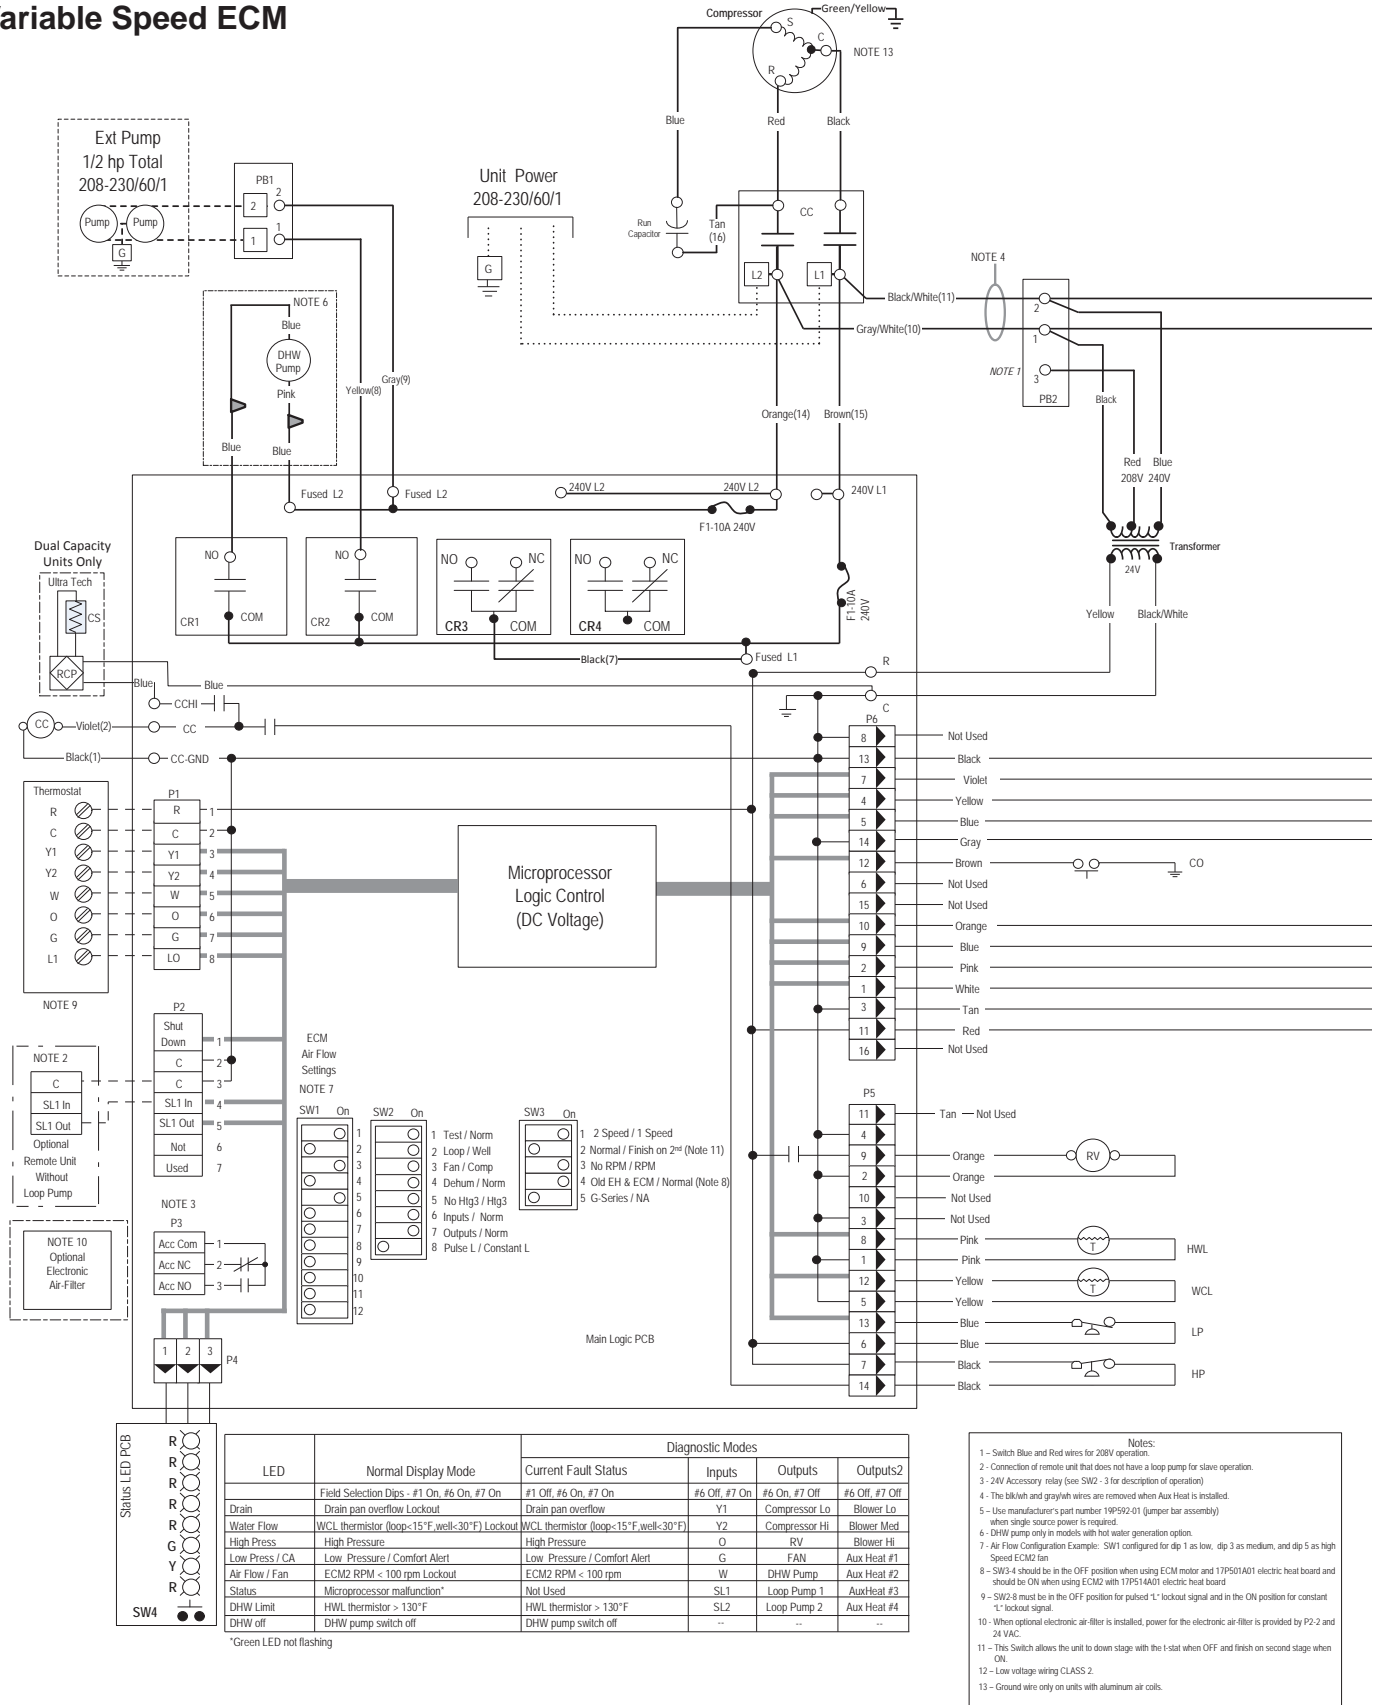 ariable Speed ECM
Compressor
Green/Yellow
S
C
R
NOTE 13
Blue
Red
Black
Ext Pump
1/2 hp Total
208-230/60/1
Pump
Pump
G
PB1
2
2
1
1
Unit Power
208-230/60/1
G
Run
Capacitor
Tan
(16)
CC
L2
L1
NOTE 4
Black/White(11)
Gray/White(10)
2
1
NOTE 1
3
PB2
Black
NOTE 6
Blue
DHW
Pump
Pink
Blue
Blue
Yellow(8)
Gray(9)
Orange(14)
Brown(15)
Red
208V
Blue
240V
Transformer
24V
Yellow
Black/White
Fused L2
Fused L2
240V L2
240V L2
240V L1
F1-10A 240V
F1-10A
240V
NO
COM
CR1
NO
COM
CR2
NO
NC
CR3
COM
NO
NC
CR4
COM
Black(7)
Fused L1
R
C
Dual Capacity
Units Only
Ultra Tech
CS
RCP
Blue
Blue
CCHI
CC
Violet(2)
CC
Black(1)
CC-GND
Thermostat
R
C
Y1
Y2
W
O
G
L1
NOTE 9
P1
R 1
C 2
Y1 3
Y2 4
W 5
O 6
G 7
LO 8
Microprocessor
Logic Control
(DC Voltage)
P6
8 Not Used
13 Black
7 Violet
4 Yellow
5 Blue
14 Gray
12 Brown CO
6 Not Used
15 Not Used
10 Orange
9 Blue
2 Pink
1 White
3 Tan
11 Red
16 Not Used
P2
Shut
Down 1
C 2
C 3
SL1 In 4
SL1 Out 5
Not 6
Used 7
NOTE 2
C
SL1 In
SL1 Out
Optional
Remote Unit
Without
Loop Pump
NOTE 3
P3
Acc Com 1
Acc NC 2
Acc NO 3
NOTE 10
Optional
Electronic
Air-Filter
ECM
Air Flow
Settings
NOTE 7
SW1 On
1
2
3
4
5
6
7
8
9
10
11
12
SW2 On
1 Test / Norm
2 Loop / Well
3 Fan / Comp
4 Dehum / Norm
5 No Htg3 / Htg3
6 Inputs / Norm
7 Outputs / Norm
8 Pulse L / Constant L
SW3 On
1 2 Speed / 1 Speed
2 Normal / Finish on 2nd (Note 11)
3 No RPM / RPM
4 Old EH & ECM / Normal (Note 8)
5 G-Series / NA
P5
11 Tan Not Used
4
9 Orange RV
2 Orange
10 Not Used
3 Not Used
8 Pink T HWL
1 Pink
12 Yellow T WCL
5 Yellow
13 Blue LP
6 Blue
7 Black HP
14 Black
Main Logic PCB
1 2 3 P4
Status LED PCB
R
R
R
R
R
G
Y
R
SW4
Diagnostic Modes
LED Normal Display Mode Current Fault Status Inputs Outputs Outputs2
Field Selection Dips - #1 On, #6 On, #7 On #1 Off, #6 On, #7 On #6 Off, #7 On #6 On, #7 Off #6 Off, #7 Off
Drain Drain pan overflow Lockout Drain pan overflow Y1 Compressor Lo Blower Lo
Water Flow WCL thermistor (loop<15°F,well<30°F) Lockout WCL thermistor (loop<15°F,well<30°F) Y2 Compressor Hi Blower Med
High Press High Pressure High Pressure O RV Blower Hi
Low Press / CA Low Pressure / Comfort Alert Low Pressure / Comfort Alert G FAN Aux Heat #1
Air Flow / Fan ECM2 RPM < 100 rpm Lockout ECM2 RPM < 100 rpm W DHW Pump Aux Heat #2
Status Microprocessor malfunction* Not Used SL1 Loop Pump 1 AuxHeat #3
DHW Limit HWL thermistor > 130°F HWL thermistor > 130°F SL2 Loop Pump 2 Aux Heat #4
DHW off DHW pump switch off DHW pump switch off -- -- --
*Green LED not flashing
Notes:
1 – Switch Blue and Red wires for 208V operation.
2 - Connection of remote unit that does not have a loop pump for slave operation.
3 - 24V Accessory relay (see SW2 - 3 for description of operation)
4 - The blk/wh and gray/wh wires are removed when Aux Heat is installed.
5 – Use manufacturer's part number 19P592-01 (jumper bar assembly)
when single source power is required.
6 - DHW pump only in models with hot water generation option.
7 - Air Flow Configuration Example: SW1 configured for dip 1 as low, dip 3 as medium, and dip 5 as high
Speed ECM2 fan
8 – SW3-4 should be in the OFF position when using ECM motor and 17P501A01 electric heat board and
should be ON when using ECM2 with 17P514A01 electric heat board
9 – SW2-8 must be in the OFF position for pulsed "L" lockout signal and in the ON position for constant
"L" lockout signal.
10 - When optional electronic air-filter is installed, power for the electronic air-filter is provided by P2-2 and
24 VAC.
11 – This Switch allows the unit to down stage with the t-stat when OFF and finish on second stage when
ON.
12 – Low voltage wiring CLASS 2.
13 – Ground wire only on units with aluminum air coils.